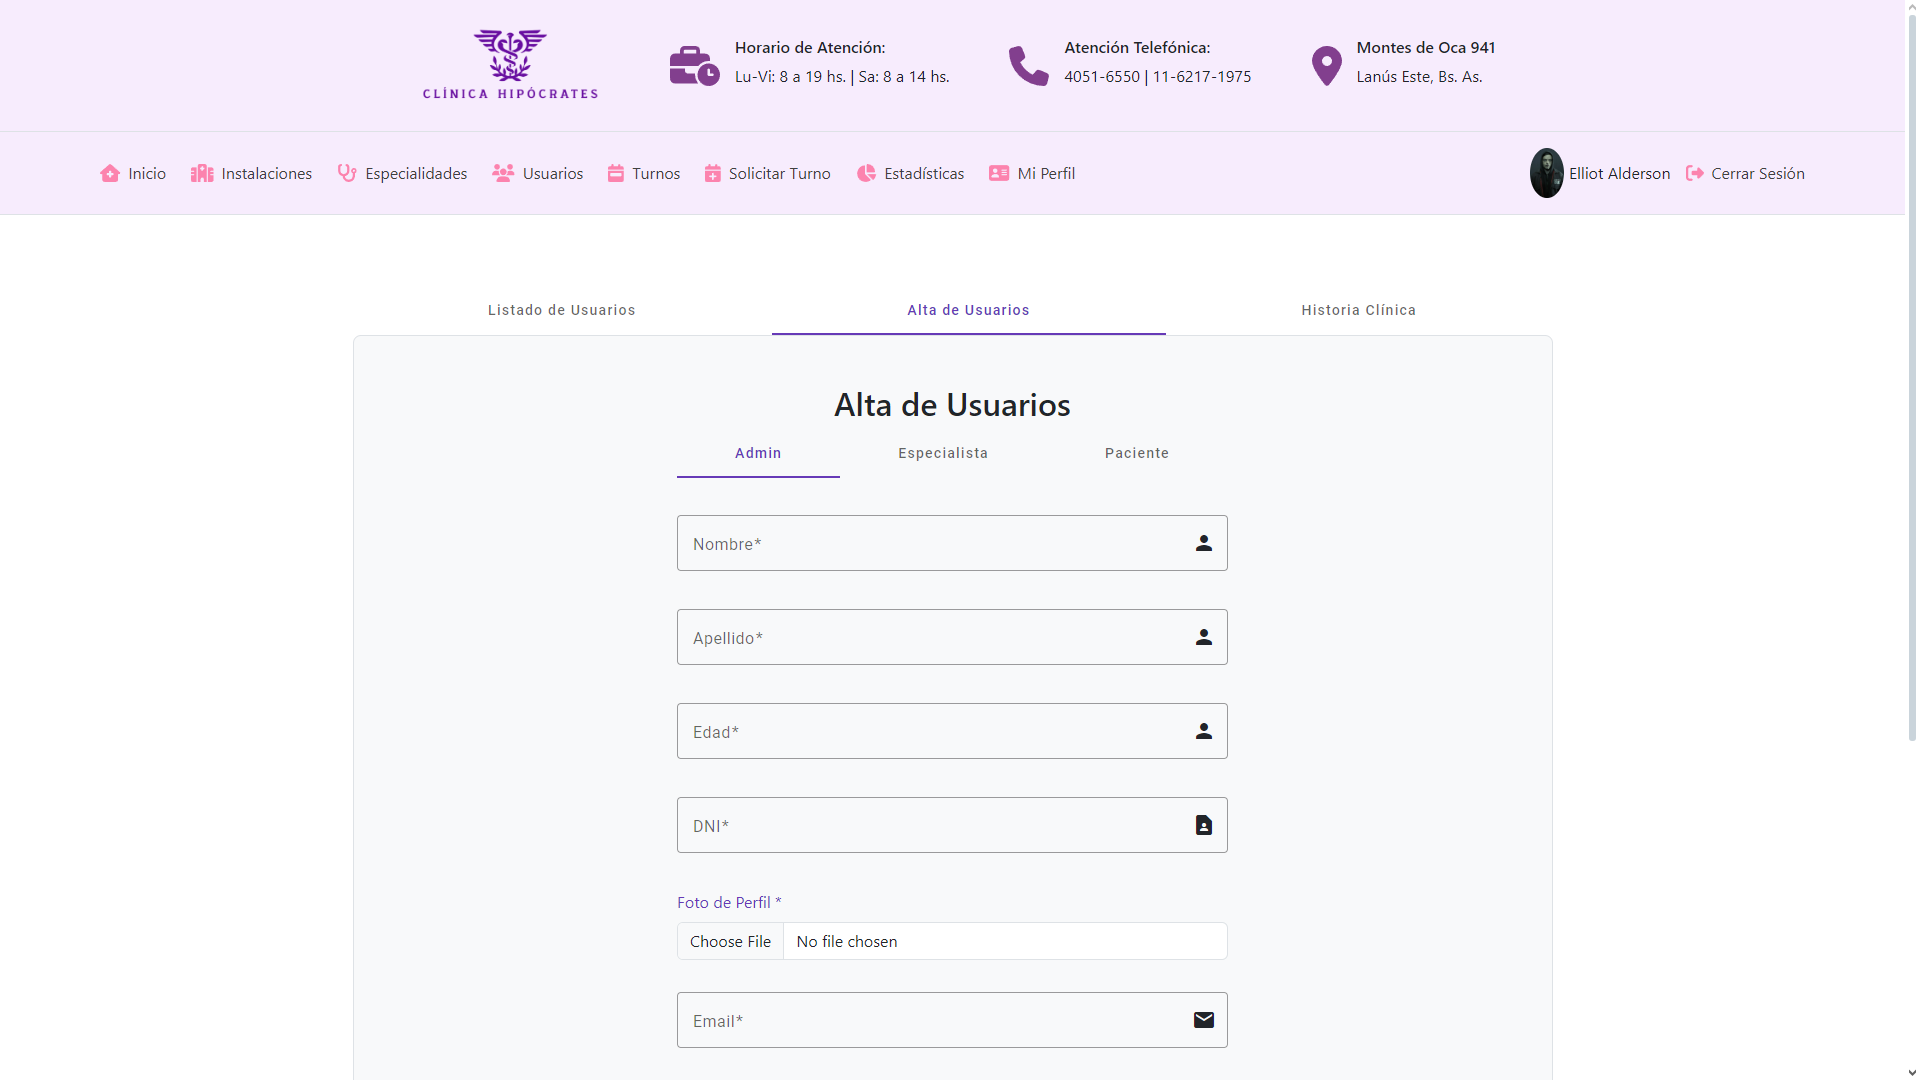 CLÍNICA HIPÓCRATES
Horario de Atención:
Lu-Vi: 8 a 19 hs. | Sa: 8 a 14 hs.
Atención Telefónica:
4051-6550 | 11-6217-1975
Montes de Oca 941
Lanús Este, Bs. As.
Inicio Instalaciones Especialidades Usuarios Turnos Solicitar Turno Estadísticas Mi Perfil Elliot Alderson Cerrar Sesión
Listado de Usuarios Alta de Usuarios Historia Clínica
Alta de Usuarios
Admin Especialista Paciente
Nombre*
Apellido*
Edad*
DNI*
Foto de Perfil *
Choose File No file chosen
Email*